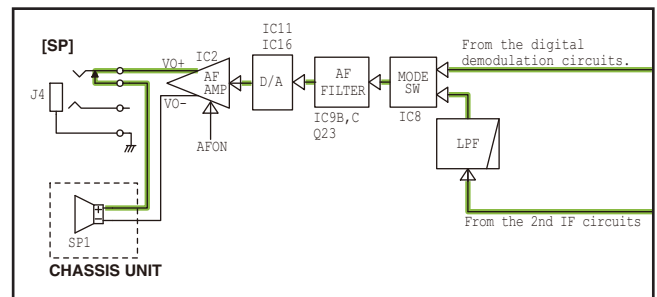 [SP]
J4
VO+
IC2
AF
AMP
VO-
AFON
IC11
IC16
D/A
AF
FILTER
IC9B,C
Q23
MODE
SW
IC8
From the digital
demodulation circuits.
LPF
From the 2nd IF circuits
+
-
SP1
CHASSIS UNIT